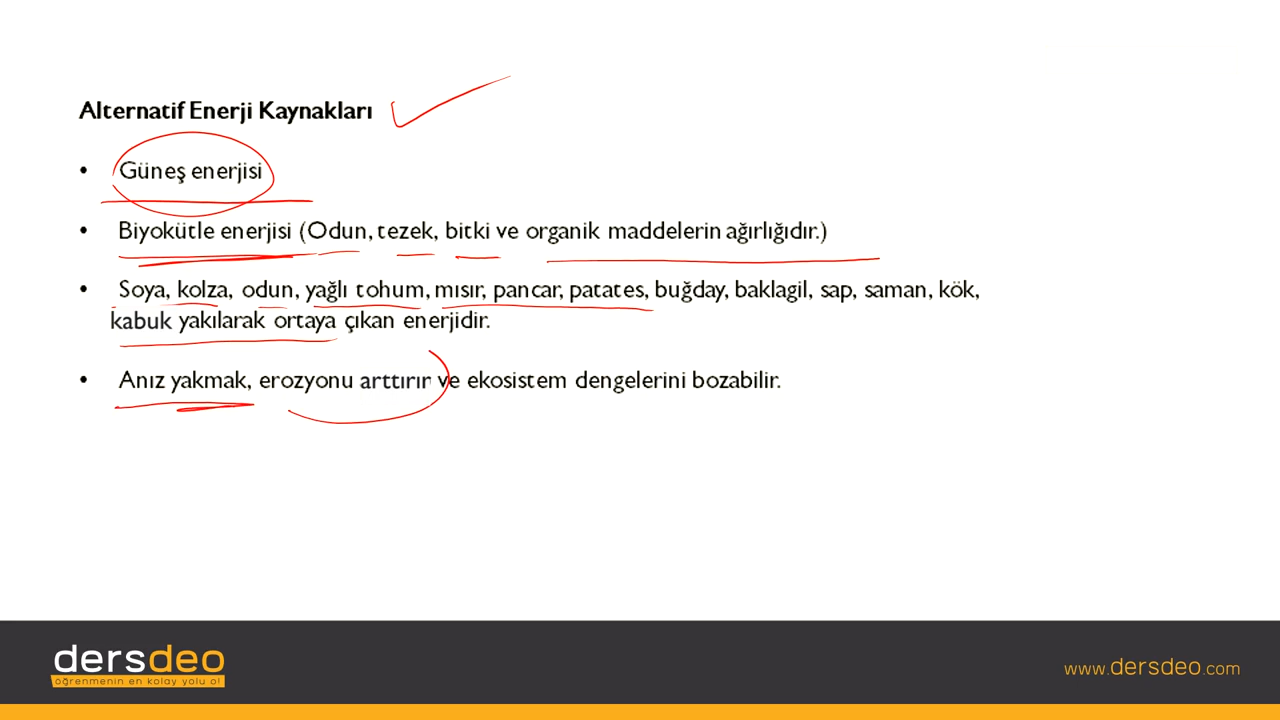 Alternatif Enerji Kaynakları
• Güneş enerjisi
• Biyokütle enerjisi (Odun, tezek, bitki ve organik maddelerin ağırlığıdır.)
• Soya, kolza, odun, yağlı tohum, mısır, pancar, patates, buğday, baklagil, sap, saman, kök,
kabuk yakılarak ortaya çıkan enerjidir.
• Anız yakmak, erozyonu arttırır ve ekosistem dengelerini bozabilir.
dersdeo
öğrenmenin en kolay yolu o!
www.dersdeo.com